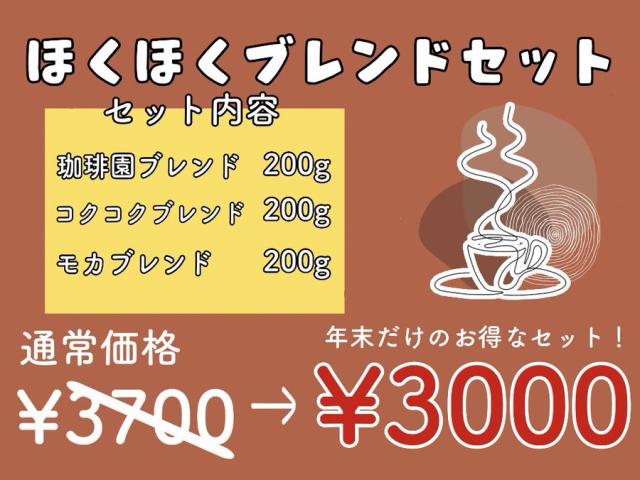 ほくほくブレンドセット
セット内容
珈琲園ブレンド 200g
コクコクブレンド 200g
モカブレンド 200g
通常価格
年末だけのお得なセット！
¥3700→¥3000